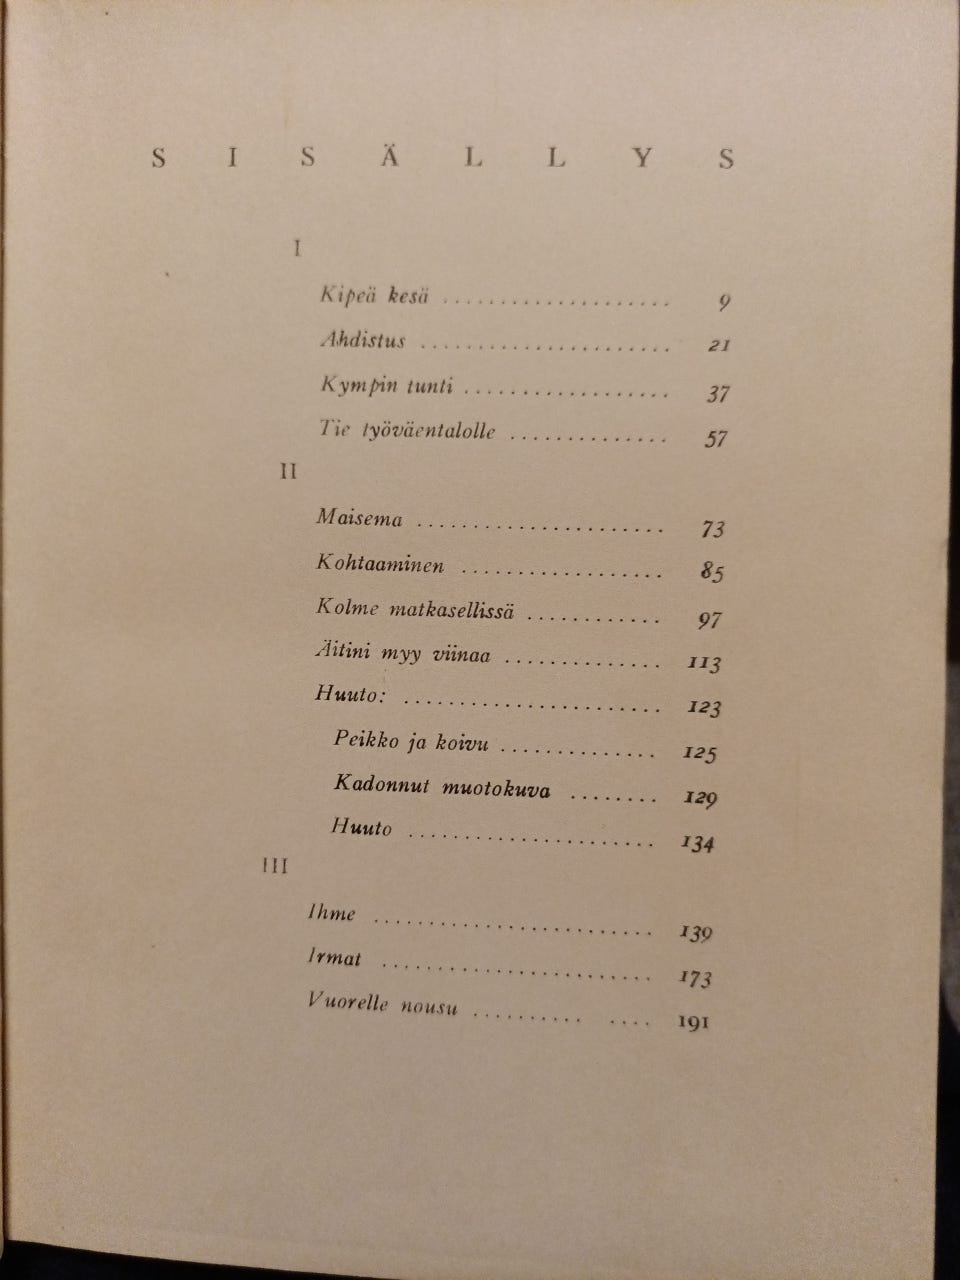 SISÄLLYS
I
Kipeä kesä .................... 9
Ahdistus ...................... 21
Kympin tunti .................. 37
Tie työväentalolle .............. 57
II
Maisema ...................... 73
Kohtaaminen .................. 85
Kolme matkasellissä ............ 97
Äitini myy viinaa .............. 113
Huuto: ....................... 123
Peikko ja koivu .............. 125
Kadonnut muotokuva ........ 129
Huuto ...................... 134
III
Ihme ......................... 139
Irmat ........................ 173
Vuorelle nousu .......... .... 191